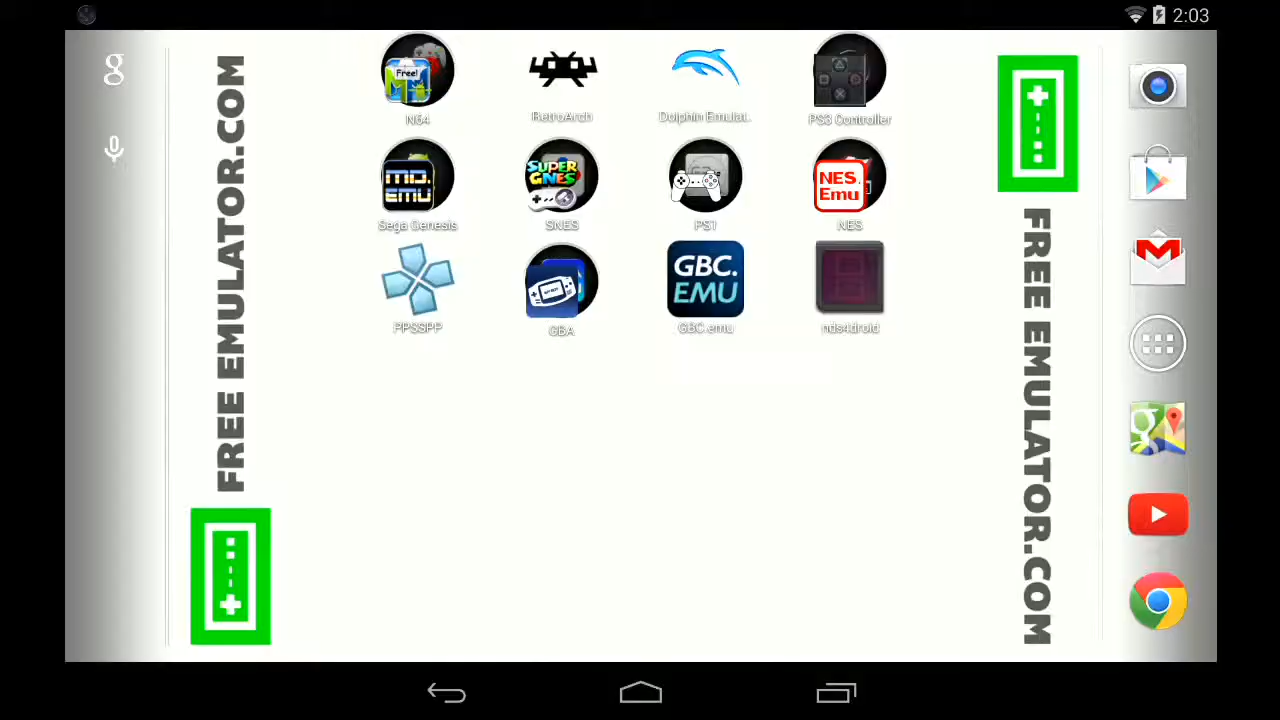 2:03
g
FREE EMULATOR.COM
FREE EMULATOR.COM
Free!
N64
RetroArch
Dolphin Emulat..
PS3 Controller
MD.
EMU
Sega Genesis
SUPER
GNES
SNES
PS1
NES.
Emu
NES
PPSSPP
GBA
GBC.
EMU
GBC.emu
nds4droid